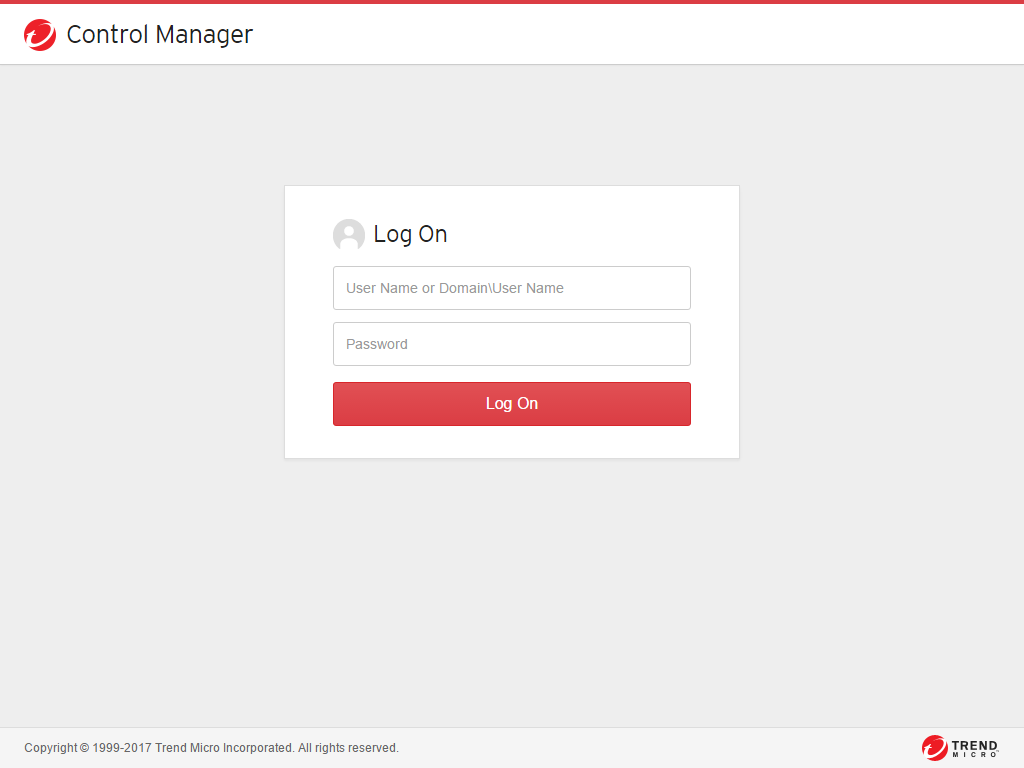 Control Manager
Log On
User Name or Domain\User Name
Password
Log On
Copyright © 1999-2017 Trend Micro Incorporated. All rights reserved.
TREND
MICRO